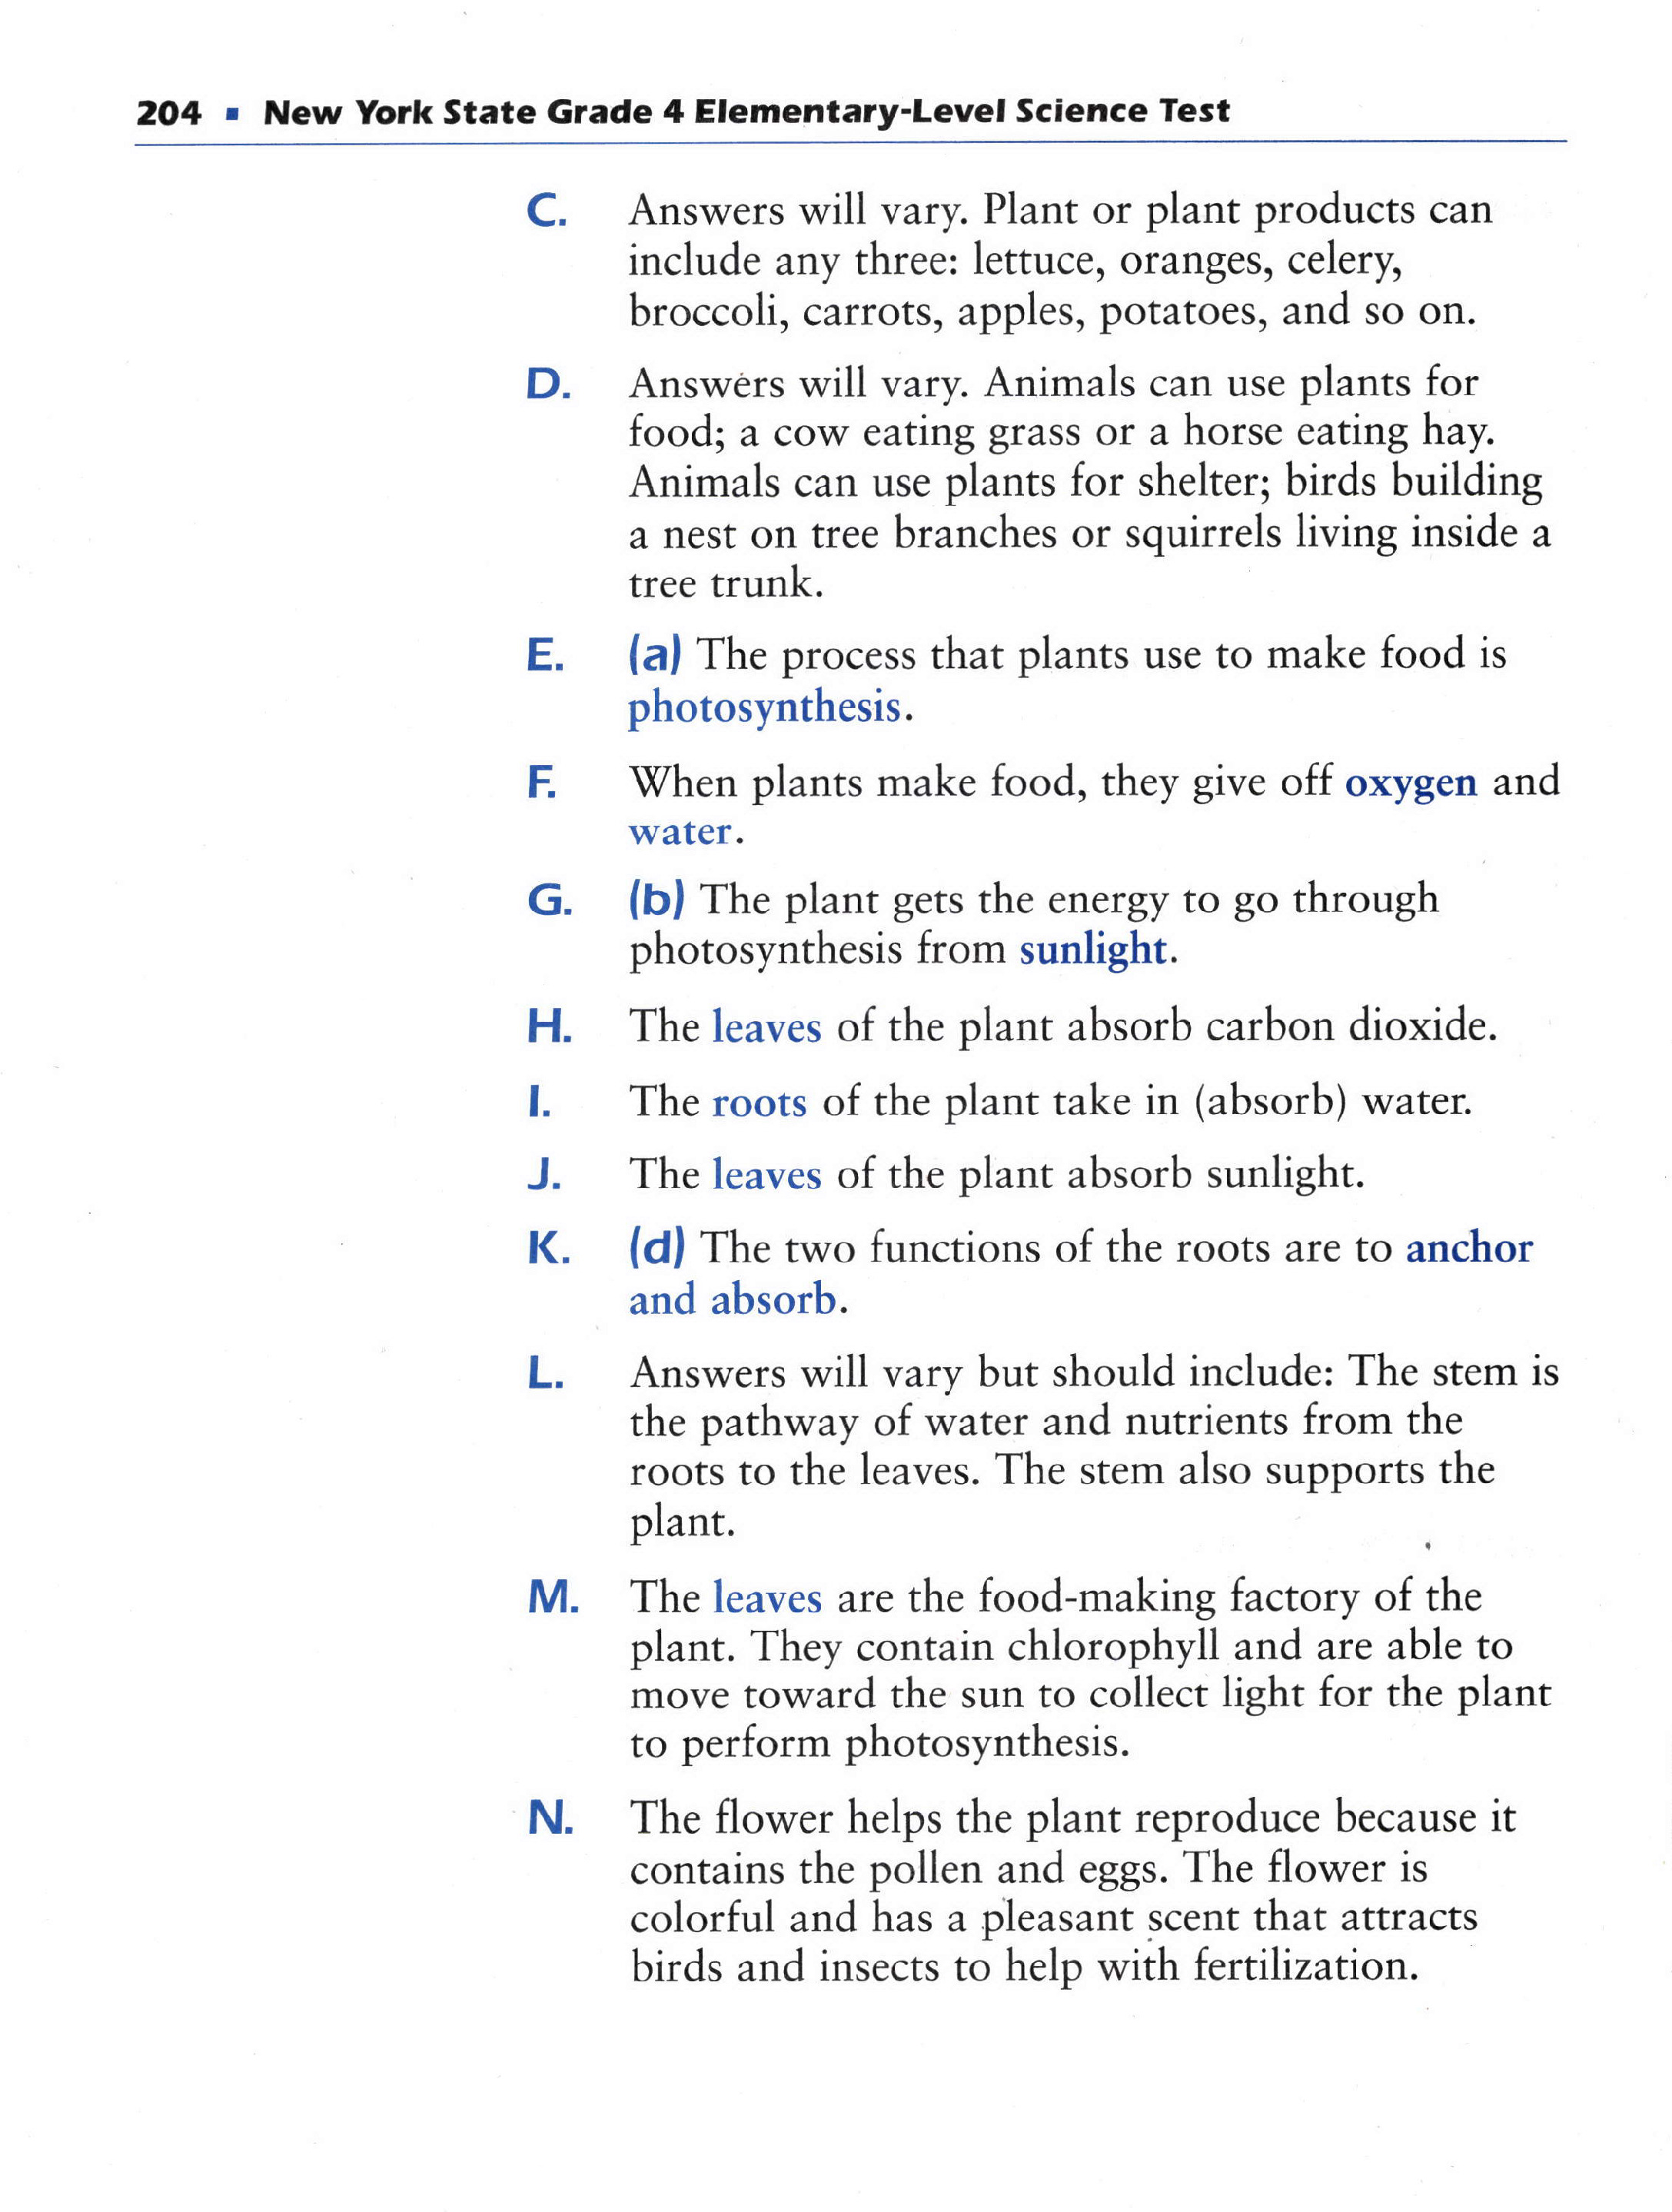 204 ▪ New York State Grade 4 Elementary-Level Science Test
C. Answers will vary. Plant or plant products can
include any three: lettuce, oranges, celery,
broccoli, carrots, apples, potatoes, and so on.
D. Answers will vary. Animals can use plants for
food; a cow eating grass or a horse eating hay.
Animals can use plants for shelter; birds building
a nest on tree branches or squirrels living inside a
tree trunk.
E. (a) The process that plants use to make food is
photosynthesis.
F. When plants make food, they give off oxygen and
water.
G. (b) The plant gets the energy to go through
photosynthesis from sunlight.
H. The leaves of the plant absorb carbon dioxide.
I. The roots of the plant take in (absorb) water.
J. The leaves of the plant absorb sunlight.
K. (d) The two functions of the roots are to anchor
and absorb.
L. Answers will vary but should include: The stem is
the pathway of water and nutrients from the
roots to the leaves. The stem also supports the
plant.
M. The leaves are the food-making factory of the
plant. They contain chlorophyll and are able to
move toward the sun to collect light for the plant
to perform photosynthesis.
N. The flower helps the plant reproduce because it
contains the pollen and eggs. The flower is
colorful and has a pleasant scent that attracts
birds and insects to help with fertilization.